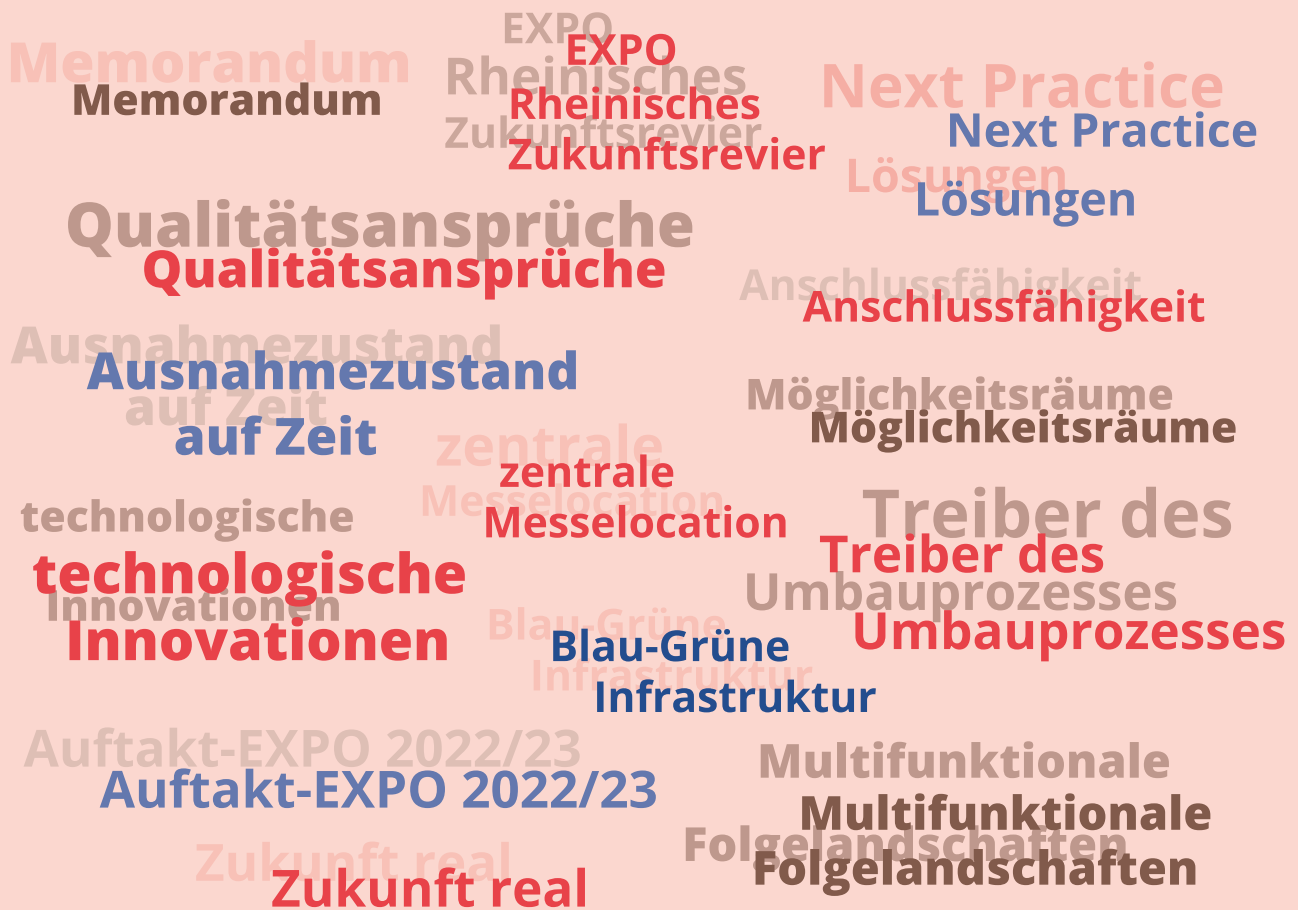 Memorandum
Memorandum
EXPO
EXPO
Rheinisches
Rheinisches
Zukunftsrevier
Zukunftsrevier
Next Practice
Next Practice
Lösungen
Lösungen
Qualitätsansprüche
Qualitätsansprüche
Anschlussfähigkeit
Anschlussfähigkeit
Ausnahmezustand
Ausnahmezustand
auf Zeit
auf Zeit
Möglichkeitsräume
Möglichkeitsräume
zentrale
zentrale
Messelocation
Messelocation
technologische
technologische
Innovationen
Innovationen
Treiber des
Treiber des
Umbauprozesses
Umbauprozesses
Blau-Grüne
Blau-Grüne
Infrastruktur
Infrastruktur
Auftakt-EXPO 2022/23
Auftakt-EXPO 2022/23
Multifunktionale
Multifunktionale
Folgelandschaften
Folgelandschaften
Zukunft real
Zukunft real